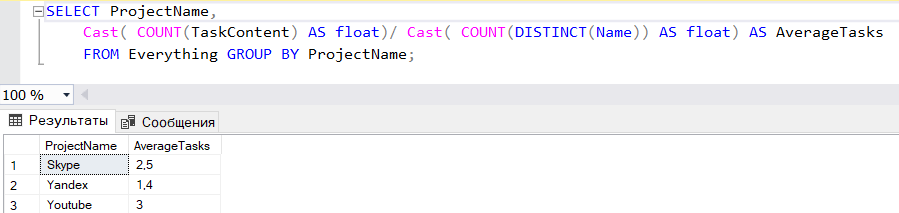 SELECT ProjectName,
Cast( COUNT(TaskContent) AS float)/ Cast( COUNT(DISTINCT(Name)) AS float) AS AverageTasks
FROM Everything GROUP BY ProjectName;
100 %
Результаты Сообщения
ProjectName AverageTasks
1 Skype 2,5
2 Yandex 1,4
3 Youtube 3